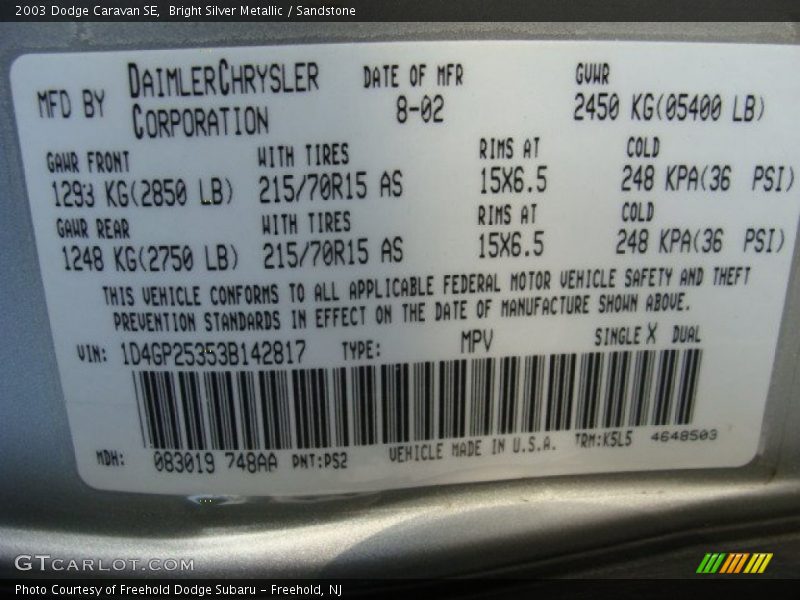 2003 Dodge Caravan SE,  Bright Silver Metallic / Sandstone
MFD BY DAIMLERCHRYSLER CORPORATION
DATE OF MFR
8-02
GVWR
2450 KG(05400 LB)
GAWR FRONT WITH TIRES RIMS AT COLD
1293 KG(2850 LB) 215/70R15 AS 15X6.5 248 KPA(36 PSI)
GAWR REAR WITH TIRES RIMS AT COLD
1248 KG(2750 LB) 215/70R15 AS 15X6.5 248 KPA(36 PSI)
THIS VEHICLE CONFORMS TO ALL APPLICABLE FEDERAL MOTOR VEHICLE SAFETY AND THEFT
PREVENTION STANDARDS IN EFFECT ON THE DATE OF MANUFACTURE SHOWN ABOVE.
VIN: 1D4GP25353B142817 TYPE: MPV SINGLE X DUAL
MDH: 083019 748AA PNT:PS2 VEHICLE MADE IN U.S.A. TRM:K5L5 4648503
GTCARLOT.COM
Photo Courtesy of Freehold Dodge Subaru – Freehold, NJ